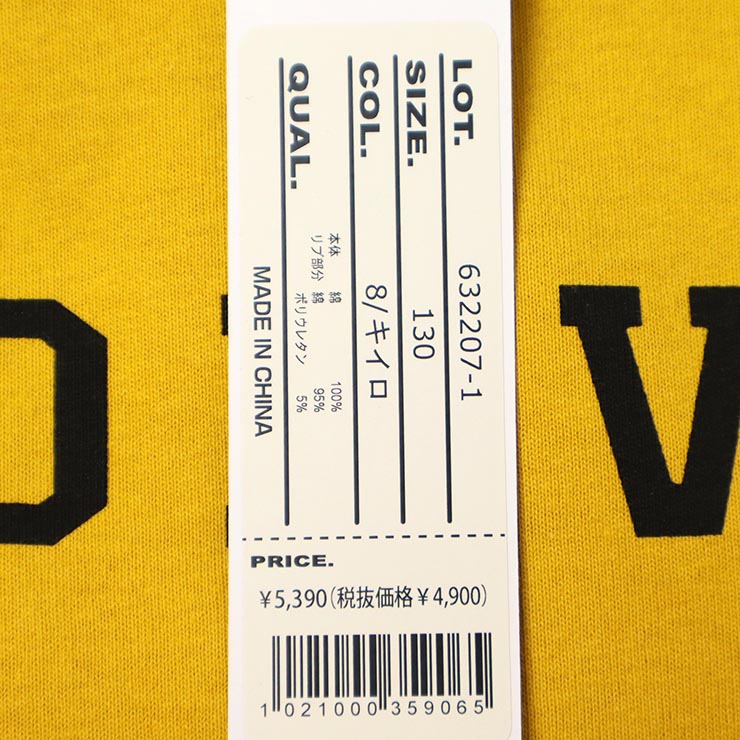 LOT. 632207-1
SIZE. 130
COL. 8/キイロ
QUAL.
本体 綿 100%
リブ部分 綿 95%
ポリウレタン 5%
MADE IN CHINA
PRICE.
¥5,390(税抜価格¥4,900)
1021000359065
W